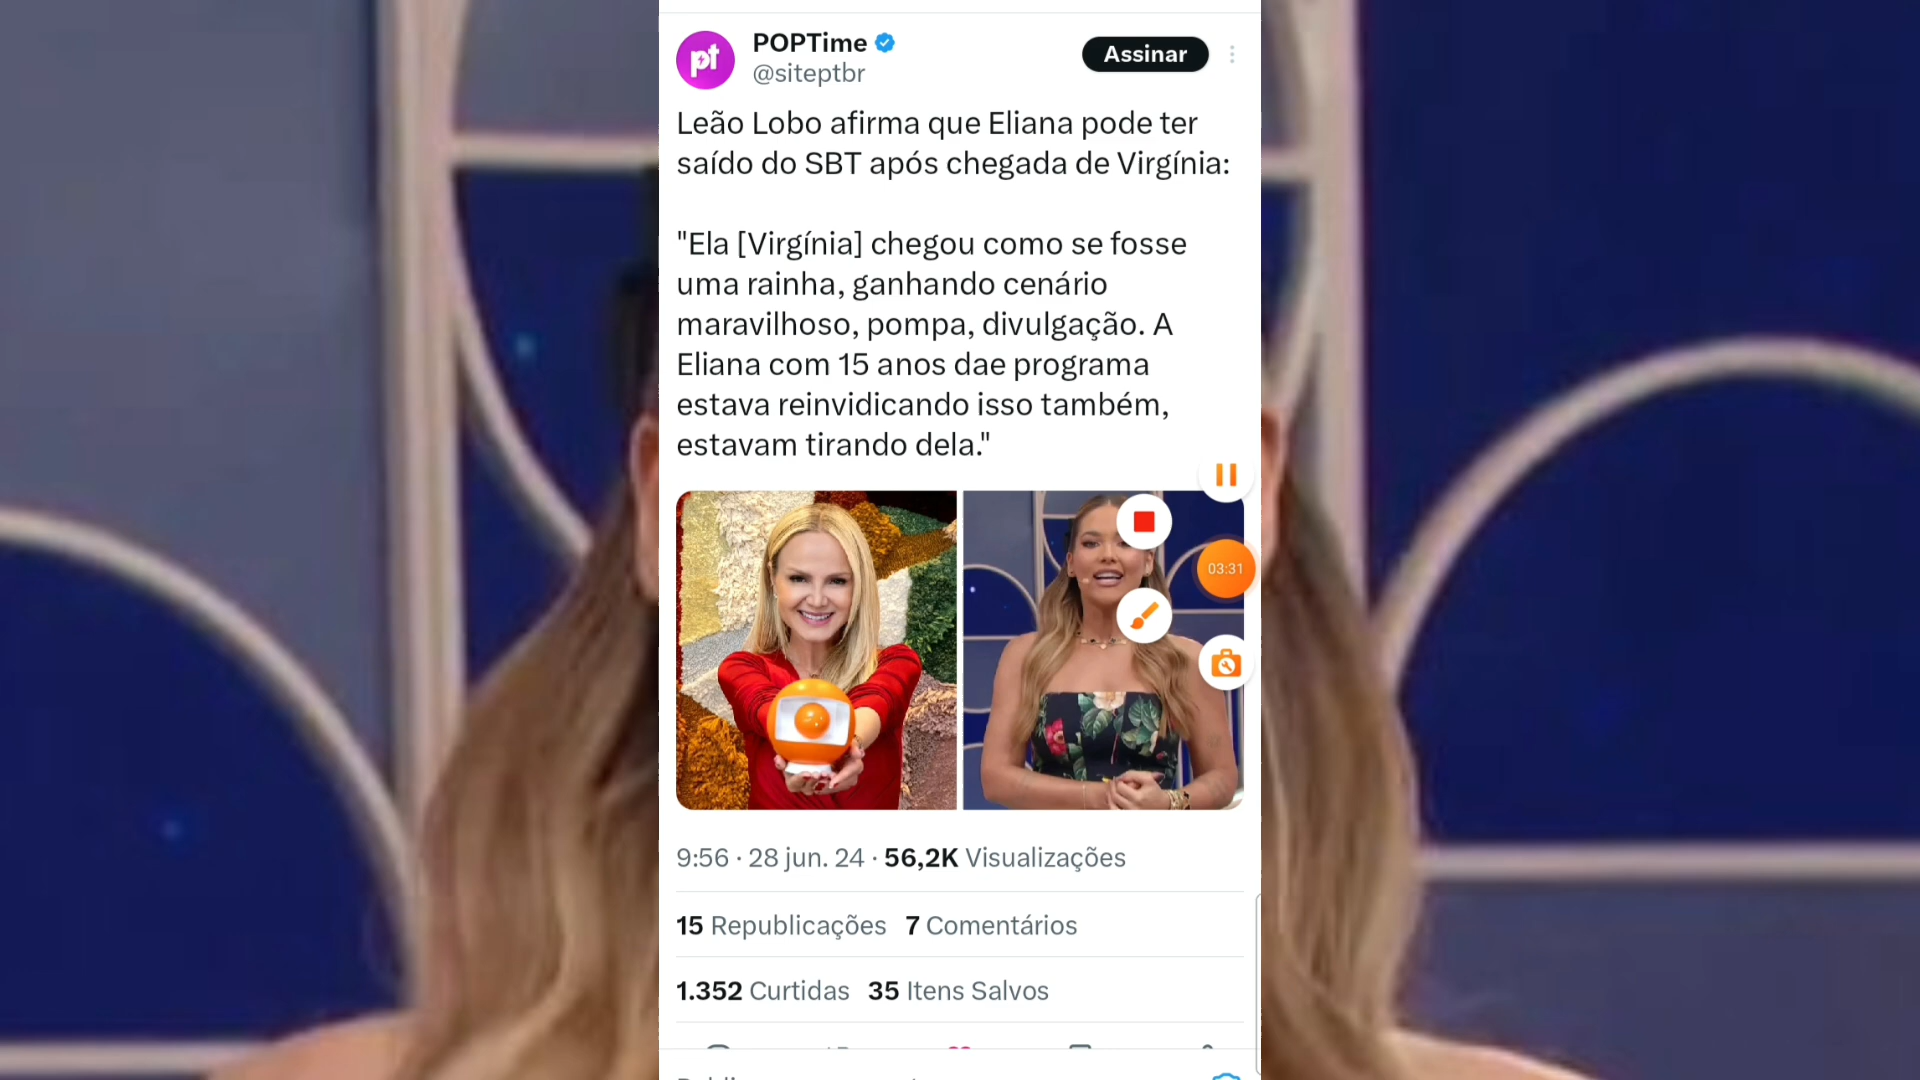 pt
POPTime
@siteptbr
Assinar
Leão Lobo afirma que Eliana pode ter
saído do SBT após chegada de Virgínia:
"Ela [Virgínia] chegou como se fosse
uma rainha, ganhando cenário
maravilhoso, pompa, divulgação. A
Eliana com 15 anos dae programa
estava reinvidicando isso também,
estavam tirando dela."
03:31
9:56 · 28 jun. 24 · 56,2K Visualizações
15 Republicações 7 Comentários
1.352 Curtidas 35 Itens Salvos